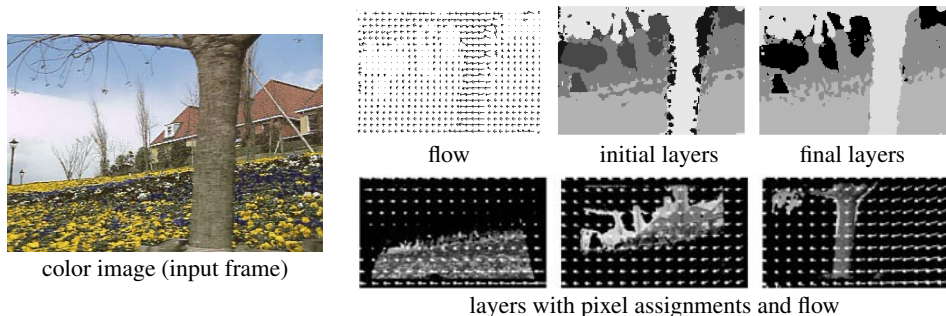 flow
initial layers
final layers
color image (input frame)
layers with pixel assignments and flow